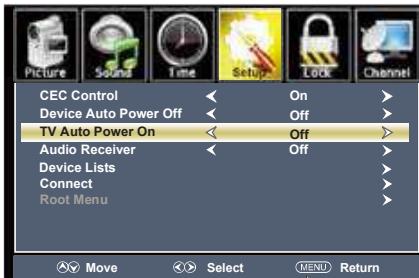 Picture Sound Time Setup Lock Channel
CEC Control On
Device Auto Power Off Off
TV Auto Power On Off
Audio Receiver Off
Device Lists
Connect
Root Menu
Move Select MENU Return